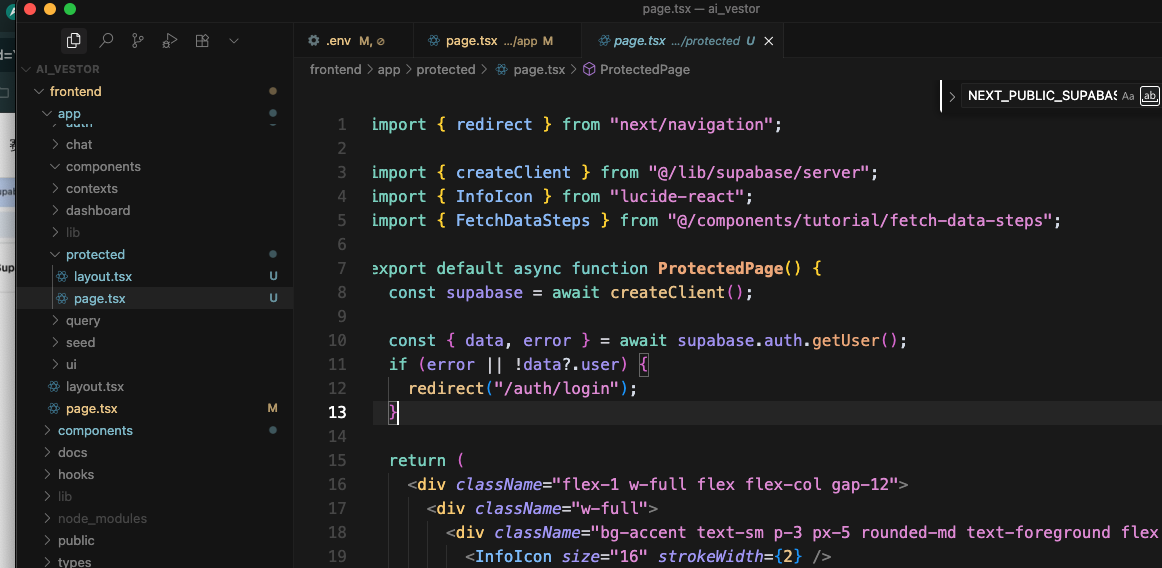 page.tsx — ai_vestor
.env M, ⊘
page.tsx .../app M
page.tsx .../protected U ×
frontend > app > protected > page.tsx > ProtectedPage
NEXT_PUBLIC_SUPABAS Aa ab
AI_VESTOR
frontend
app
auth
chat
components
contexts
dashboard
lib
protected
layout.tsx U
page.tsx U
query
seed
ui
layout.tsx
page.tsx M
components
docs
hooks
lib
node_modules
public
types
1 import { redirect } from "next/navigation";
2
3 import { createClient } from "@/lib/supabase/server";
4 import { InfoIcon } from "lucide-react";
5 import { FetchDataSteps } from "@/components/tutorial/fetch-data-steps";
6
7 export default async function ProtectedPage() {
8 const supabase = await createClient();
9
10 const { data, error } = await supabase.auth.getUser();
11 if (error || !data?.user) {
12 redirect("/auth/login");
13 }
14
15 return (
16 <div className="flex-1 w-full flex flex-col gap-12">
17 <div className="w-full">
18 <div className="bg-accent text-sm p-3 px-5 rounded-md text-foreground flex
19 <InfoIcon size="16" strokeWidth={2} />